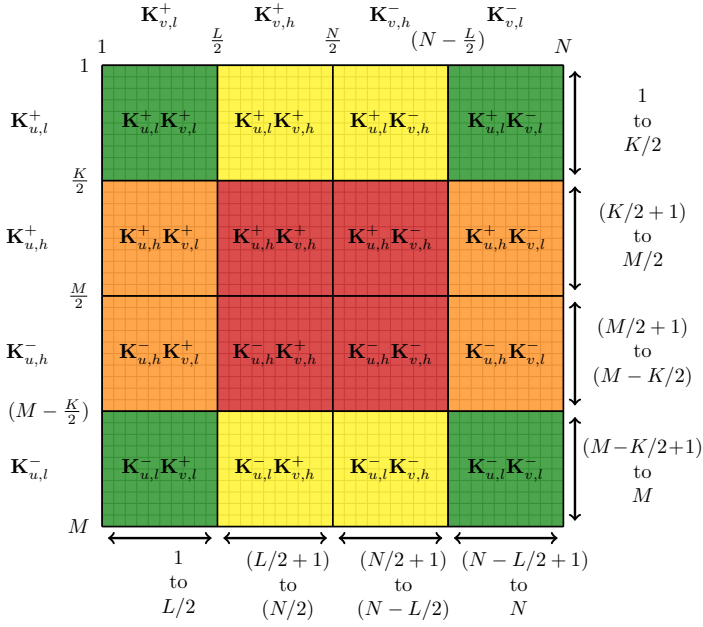 K⁺_{v,l} K⁺_{v,h} K⁻_{v,h} K⁻_{v,l}
1 L/2 N/2 (N − L/2) N
1
K⁺_{u,l} K⁺_{u,l}K⁺_{v,l} K⁺_{u,l}K⁺_{v,h} K⁺_{u,l}K⁻_{v,h} K⁺_{u,l}K⁻_{v,l}
1
to
K/2
K/2
K⁺_{u,h} K⁺_{u,h}K⁺_{v,l} K⁺_{u,h}K⁺_{v,h} K⁺_{u,h}K⁻_{v,h} K⁺_{u,h}K⁻_{v,l}
(K/2 + 1)
to
M/2
M/2
K⁻_{u,h} K⁻_{u,h}K⁺_{v,l} K⁻_{u,h}K⁺_{v,h} K⁻_{u,h}K⁻_{v,h} K⁻_{u,h}K⁻_{v,l}
(M/2 + 1)
to
(M − K/2)
(M − K/2)
K⁻_{u,l} K⁻_{u,l}K⁺_{v,l} K⁻_{u,l}K⁺_{v,h} K⁻_{u,l}K⁻_{v,h} K⁻_{u,l}K⁻_{v,l}
(M−K/2+1)
to
M
M
1
to
L/2
(L/2 + 1)
to
(N/2)
(N/2 + 1)
to
(N − L/2)
(N − L/2 + 1)
to
N